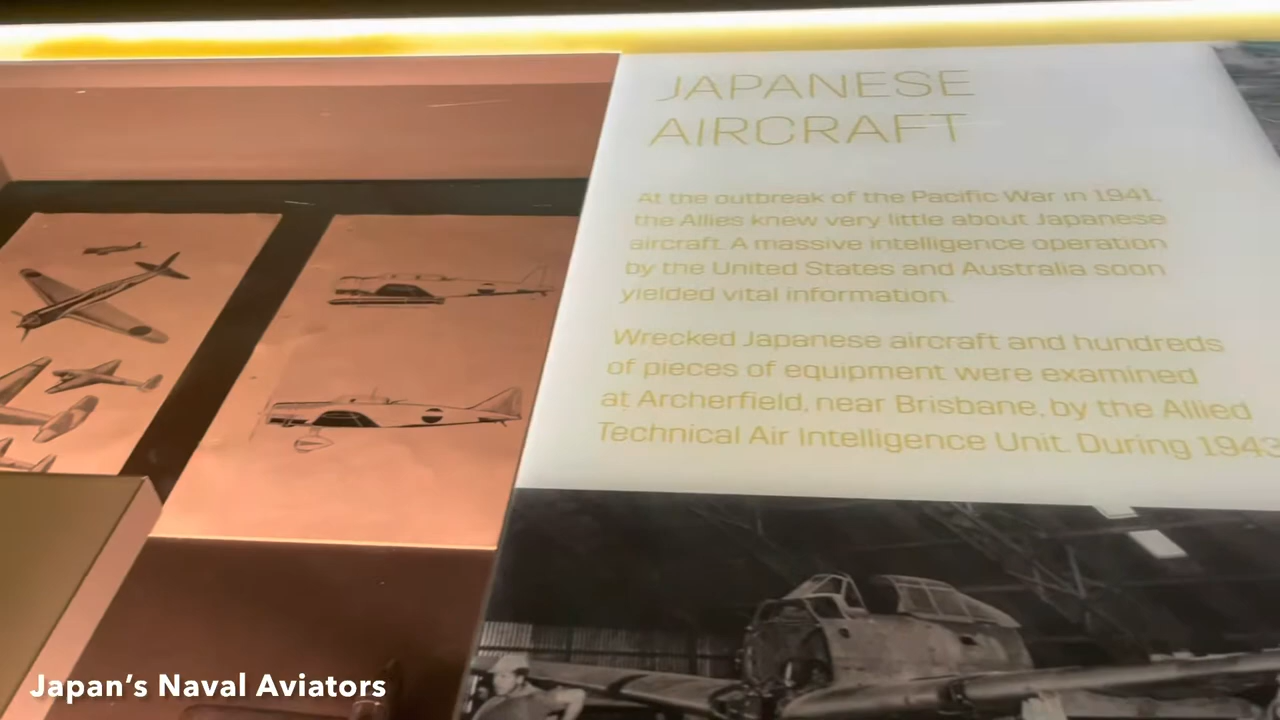 JAPANESE
AIRCRAFT
At the outbreak of the Pacific War in 1941,
the Allies knew very little about Japanese
aircraft. A massive intelligence operation
by the United States and Australia soon
yielded vital information.
Wrecked Japanese aircraft and hundreds
of pieces of equipment were examined
at Archerfield, near Brisbane, by the Allied
Technical Air Intelligence Unit. During 1943
Japan's Naval Aviators